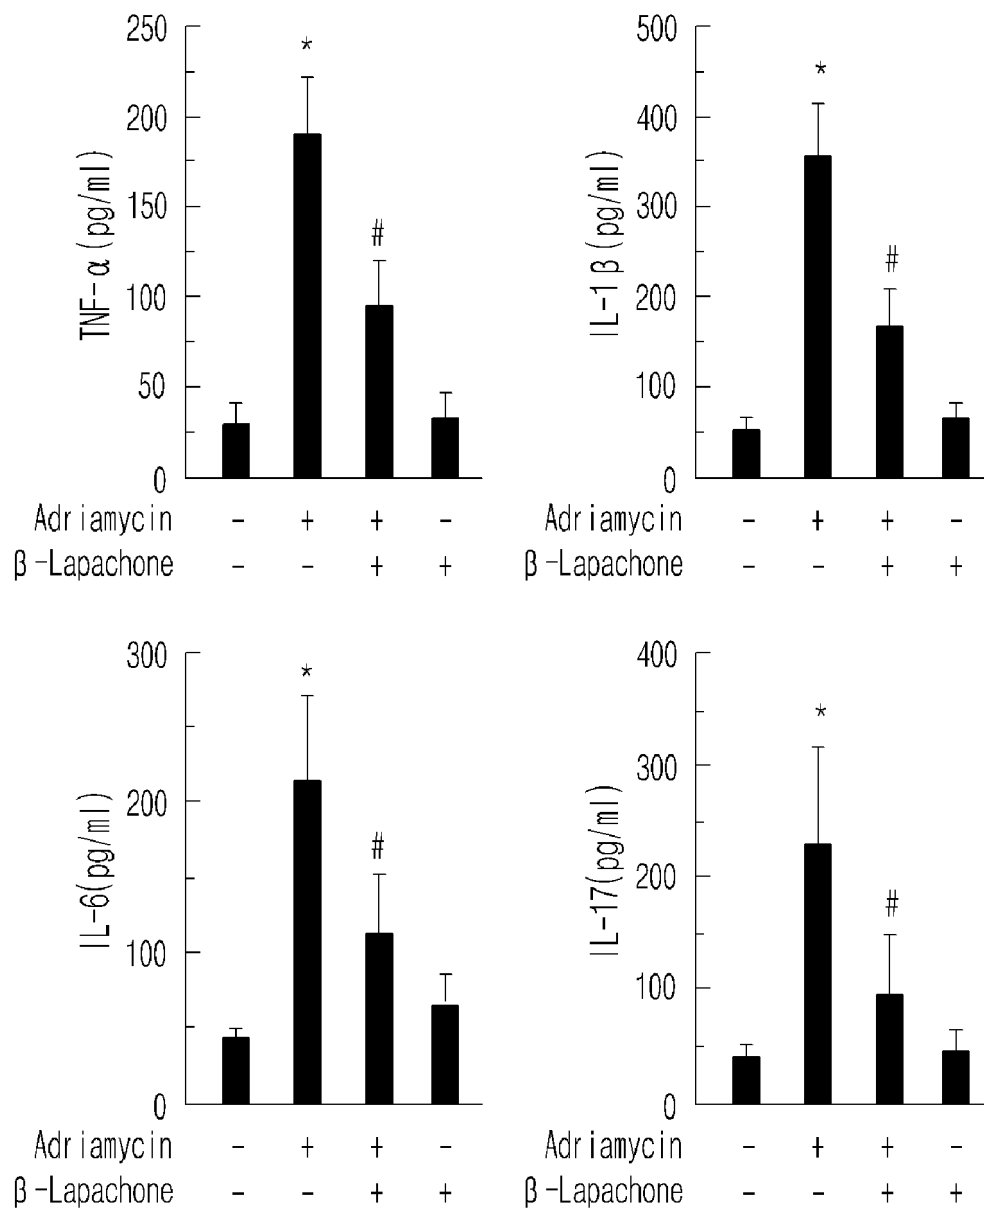 TNF-α(pg/ml)
250
200
150
100
50
0
*
#
Adriamycin - + + -
β-Lapachone - - + +
IL-1β(pg/ml)
500
400
300
200
100
0
*
#
Adriamycin - + + -
β-Lapachone - - + +
IL-6(pg/ml)
300
200
100
0
*
#
Adriamycin - + + -
β-Lapachone - - + +
IL-17(pg/ml)
400
300
200
100
0
*
#
Adriamycin - + + -
β-Lapachone - - + +